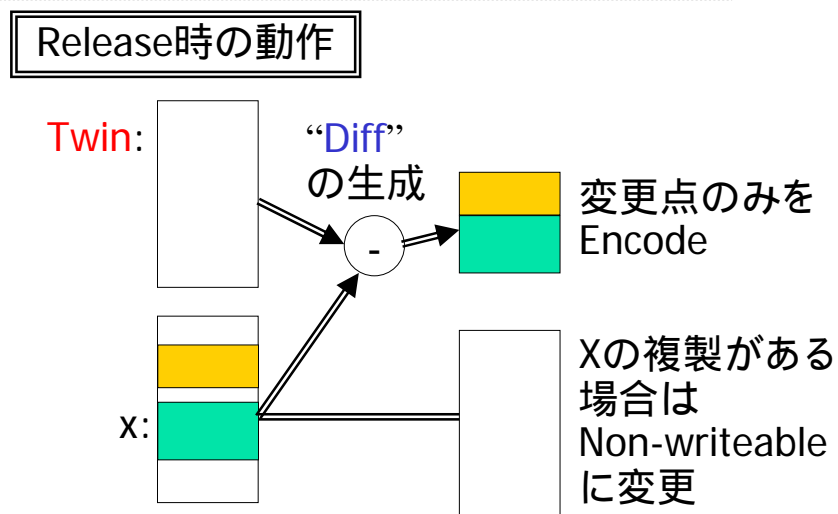 Release時の動作
Twin:
“Diff”
の生成
-
変更点のみを
Encode
x:
Xの複製がある
場合は
Non-writeable
に変更